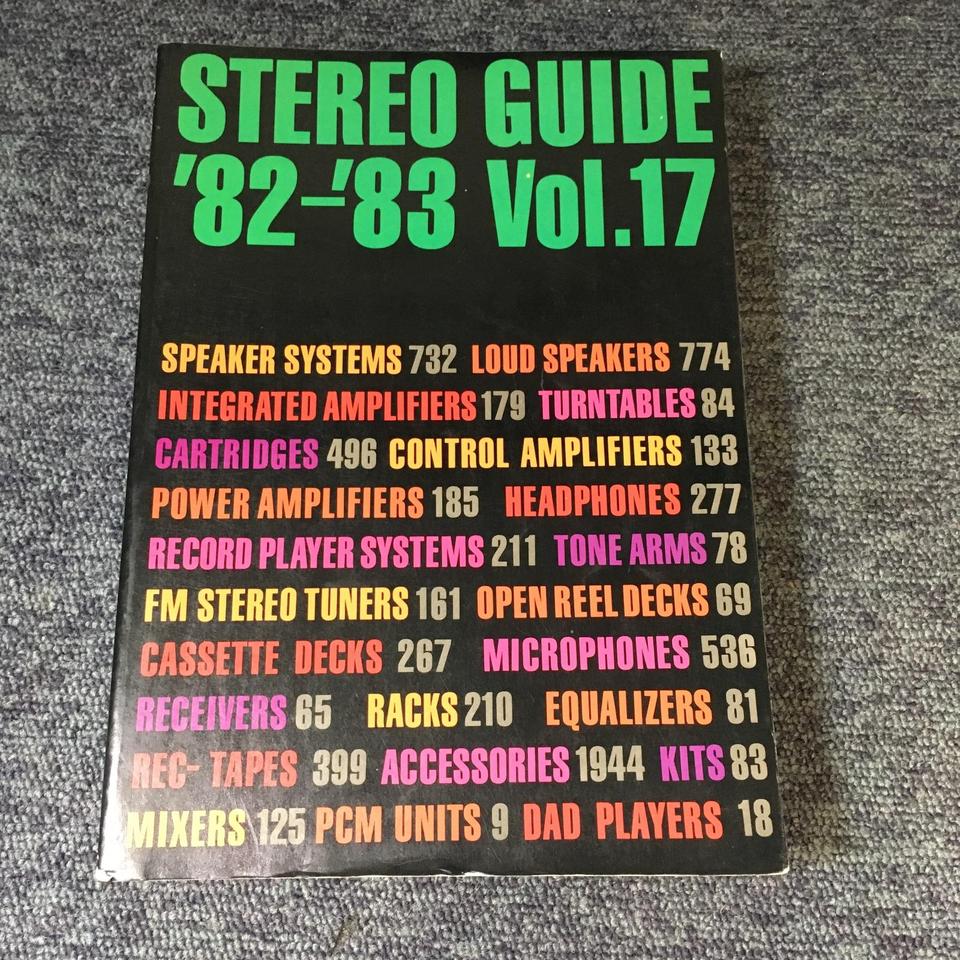 STEREO GUIDE
'82-'83 Vol.17
SPEAKER SYSTEMS 732 LOUD SPEAKERS 774
INTEGRATED AMPLIFIERS 179 TURNTABLES 84
CARTRIDGES 496 CONTROL AMPLIFIERS 133
POWER AMPLIFIERS 185 HEADPHONES 277
RECORD PLAYER SYSTEMS 211 TONE ARMS 78
FM STEREO TUNERS 161 OPEN REEL DECKS 69
CASSETTE DECKS 267 MICROPHONES 536
RECEIVERS 65 RACKS 210 EQUALIZERS 81
REC- TAPES 399 ACCESSORIES 1944 KITS 83
MIXERS 125 PCM UNITS 9 DAD PLAYERS 18